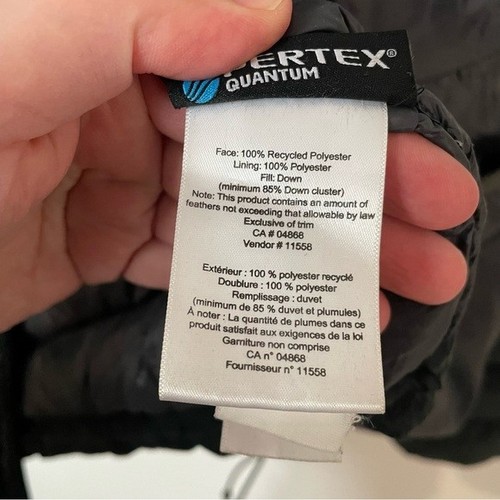 PERTEX®
QUANTUM
Face: 100% Recycled Polyester
Lining: 100% Polyester
Fill: Down
(minimum 85% Down cluster)
Note: This product contains an amount of
feathers not exceeding that allowable by law
Exclusive of trim
CA # 04868
Vendor # 11558
Extérieur : 100 % polyester recyclé
Doublure : 100 % polyester
Remplissage : duvet
(minimum de 85 % duvet et plumules)
À noter : La quantité de plumes dans ce
produit satisfait aux exigences de la loi
Garniture non comprise
CA n° 04868
Fournisseur n° 11558